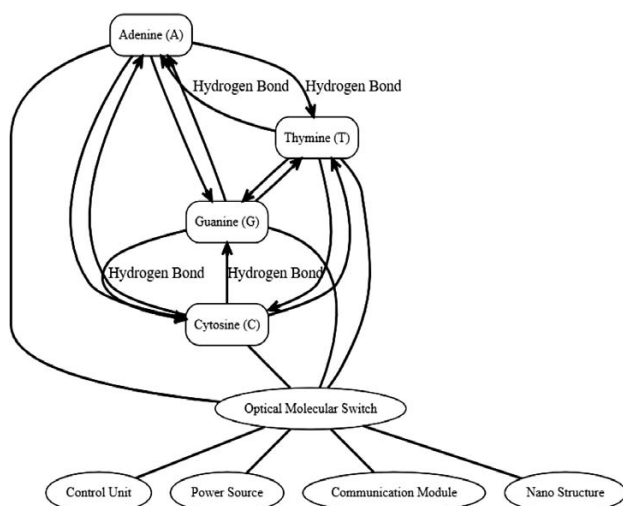 Adenine (A)
Hydrogen Bond Hydrogen Bond
Thymine (T)
Guanine (G)
Hydrogen Bond Hydrogen Bond
Cytosine (C)
Optical Molecular Switch
Control Unit Power Source Communication Module Nano Structure